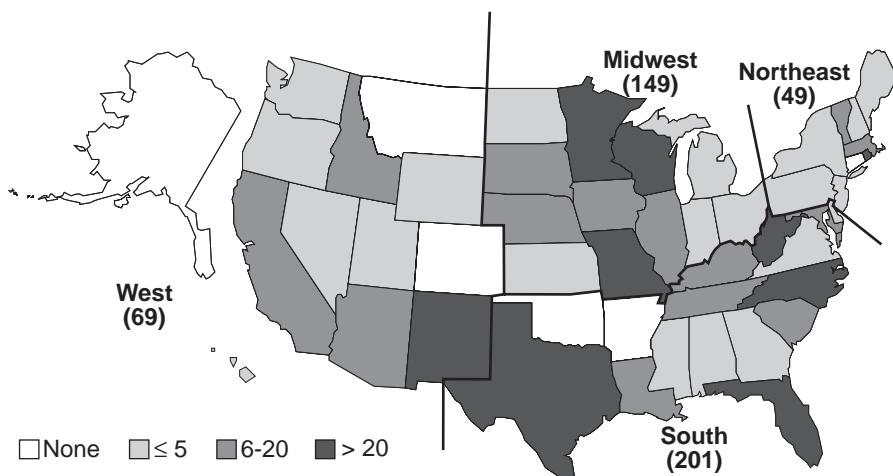 Midwest
(149)
Northeast
(49)
West
(69)
South
(201)
None ≤ 5 6-20 > 20